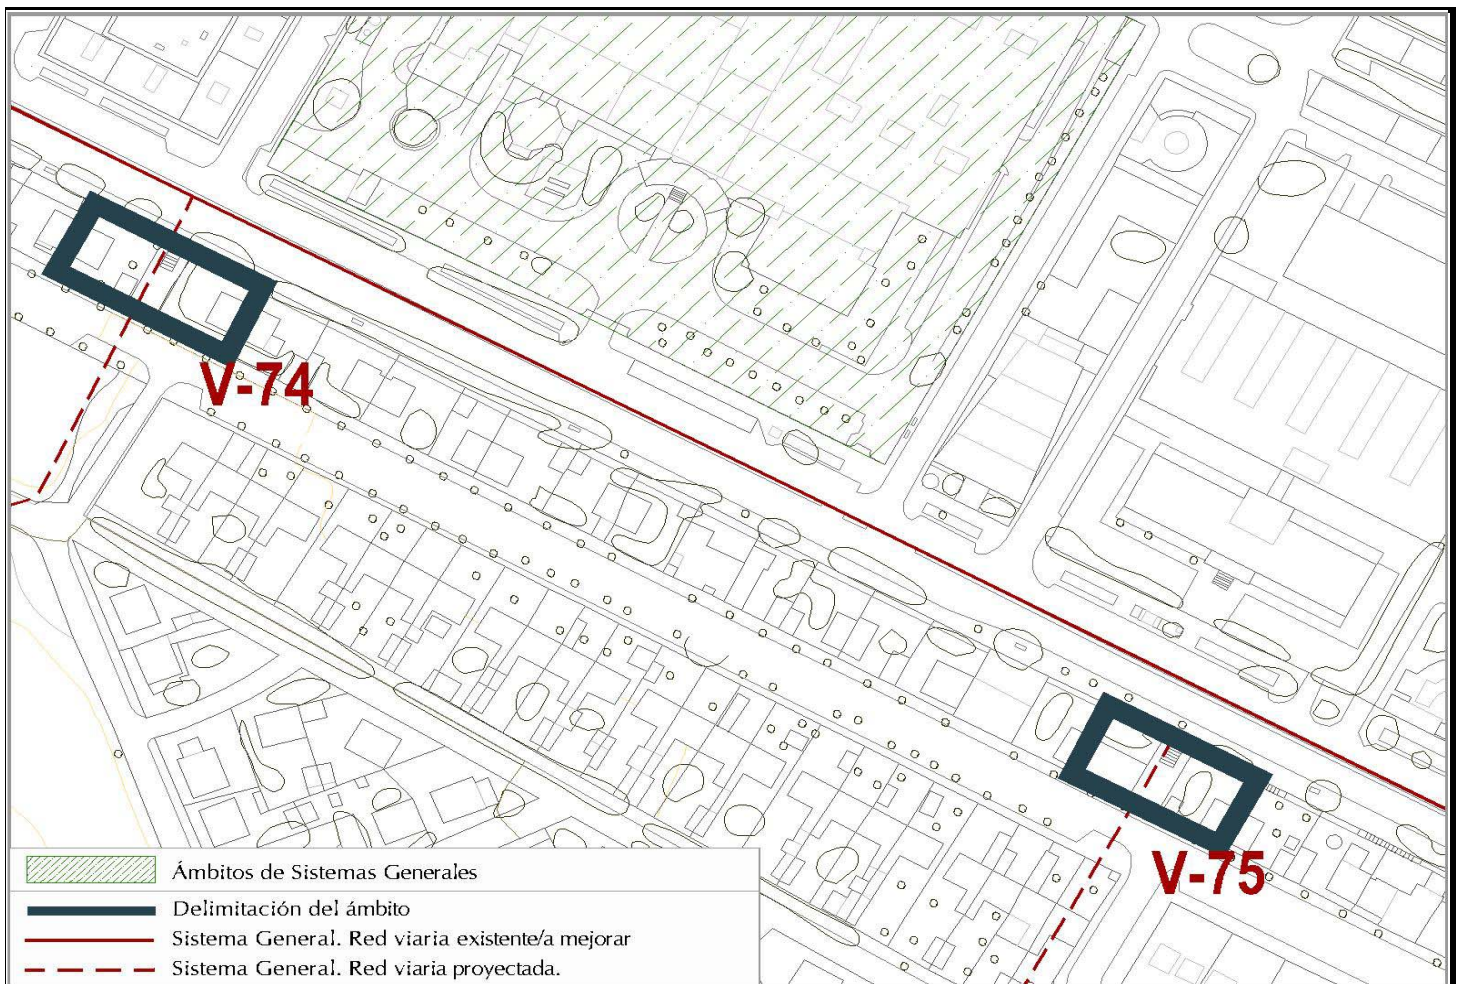 V-74
V-75
Ámbitos de Sistemas Generales
Delimitación del ámbito
Sistema General. Red viaria existente/a mejorar
Sistema General. Red viaria proyectada.